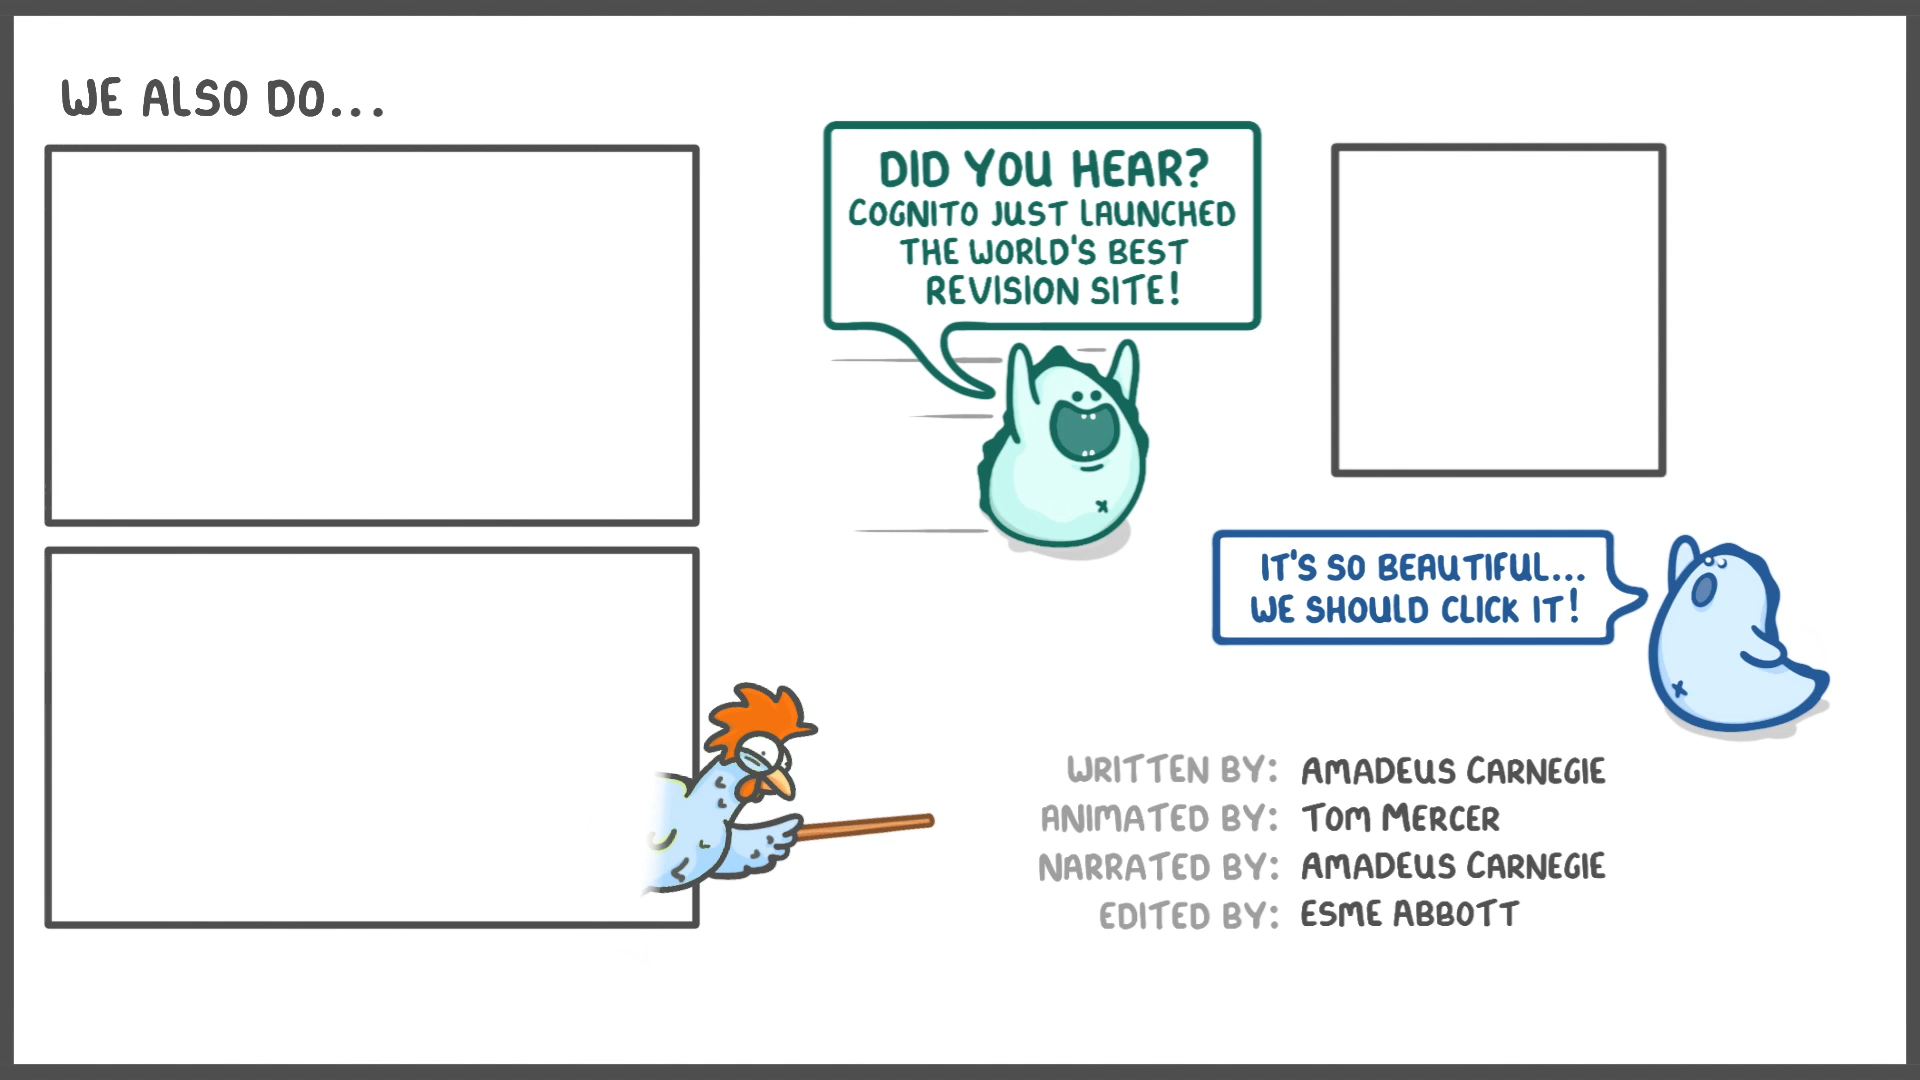 WE ALSO DO...
DID YOU HEAR?
COGNITO JUST LAUNCHED
THE WORLD'S BEST
REVISION SITE!
IT'S SO BEAUTIFUL...
WE SHOULD CLICK IT!
WRITTEN BY: AMADEUS CARNEGIE
ANIMATED BY: TOM MERCER
NARRATED BY: AMADEUS CARNEGIE
EDITED BY: ESME ABBOTT